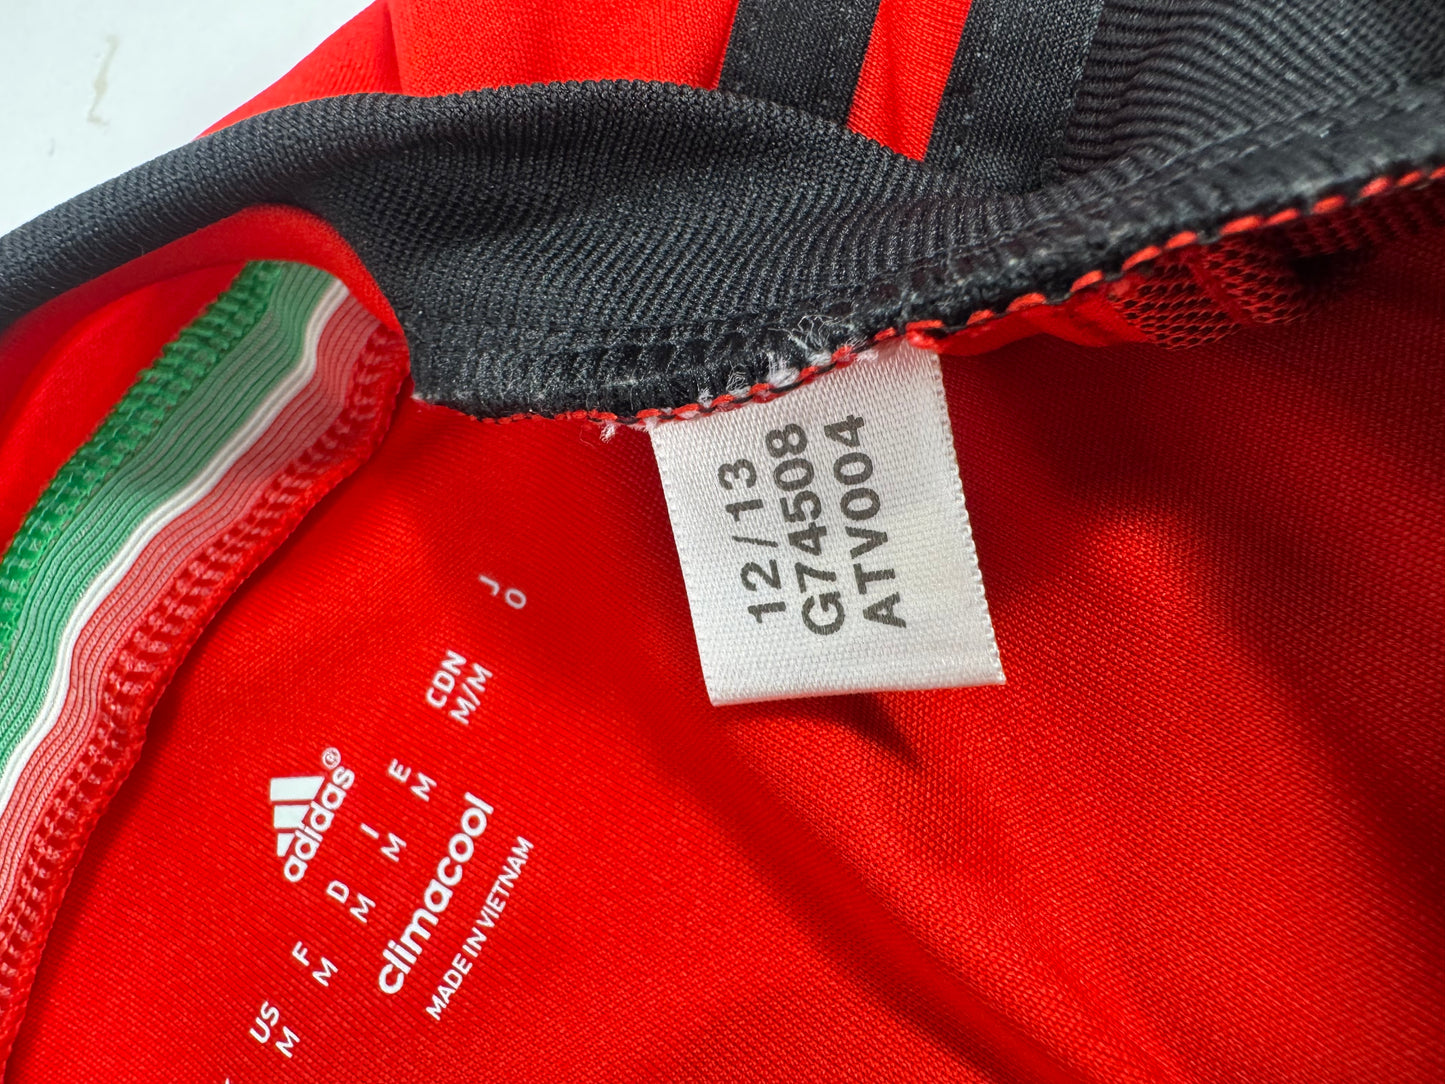 12/13
G74508
ATV004
adidas®
US
M
F
M
D
M
I
M
E
M
CDN
M/M
J
O
climacool
MADE IN VIETNAM